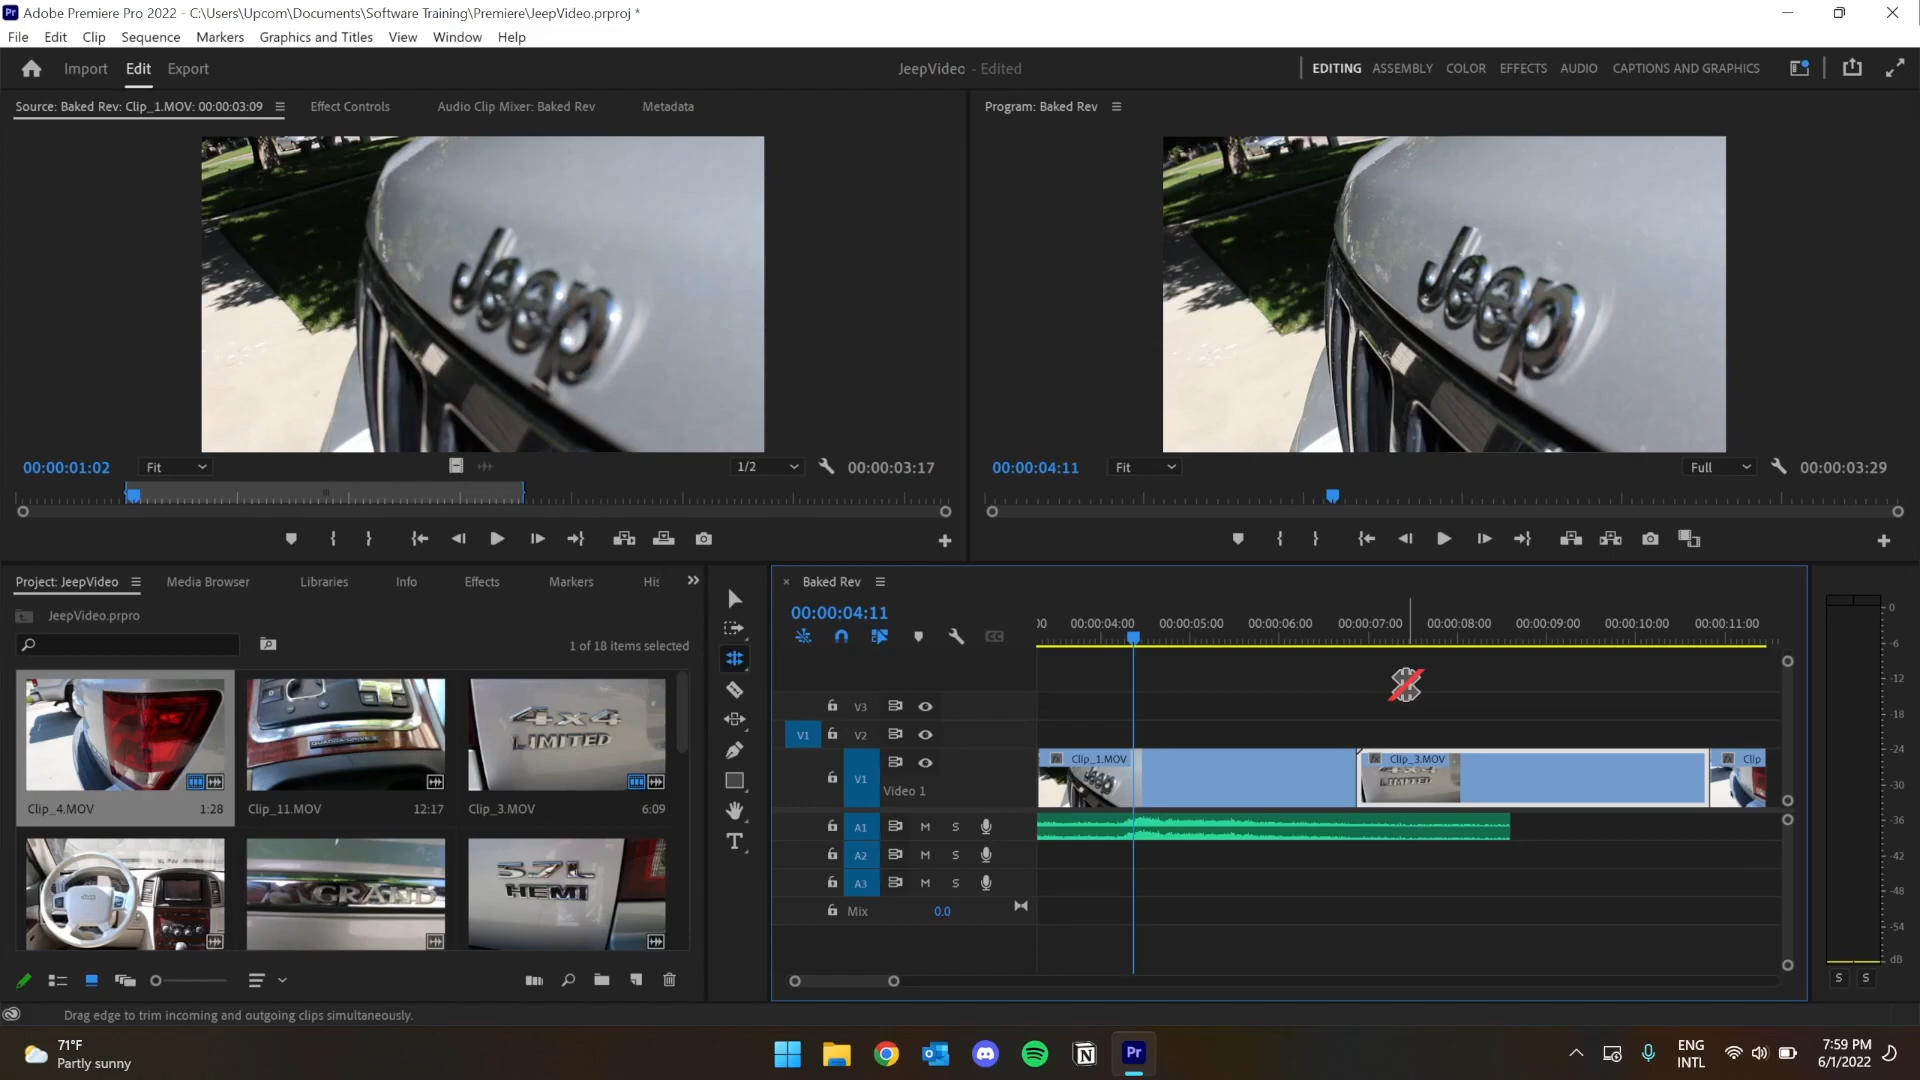 Pr Adobe Premiere Pro 2022 - C:\Users\Upcom\Documents\Software Training\Premiere\JeepVideo.prproj *
File Edit Clip Sequence Markers Graphics and Titles View Window Help
Import Edit Export JeepVideo - Edited EDITING ASSEMBLY COLOR EFFECTS AUDIO CAPTIONS AND GRAPHICS
Source: Baked Rev: Clip_1.MOV: 00:00:03:09 Effect Controls Audio Clip Mixer: Baked Rev Metadata Program: Baked Rev
Jeep Jeep
00:00:01:02 Fit 1/2 00:00:03:17 00:00:04:11 Fit Full 00:00:03:29
Project: JeepVideo Media Browser Libraries Info Effects Markers His
JeepVideo.prpro
1 of 18 items selected
4x4
LIMITED
Clip_4.MOV 1:28 Clip_11.MOV 12:17 Clip_3.MOV 6:09
GRAND
5.7L
HEMI
Baked Rev
00:00:04:11
00 00:00:04:00 00:00:05:00 00:00:06:00 00:00:07:00 00:00:08:00 00:00:09:00 00:00:10:00 00:00:11:00
V3
V1 V2
V1
Video 1
Clip_1.MOV Clip_3.MOV Clip
LIMITED
A1 M S
A2 M S
A3 M S
Mix 0.0
0
-6
-12
-18
-24
-30
-36
-42
-48
-54
dB
S S
Drag edge to trim incoming and outgoing clips simultaneously.
71°F
Partly sunny
Pr
ENG
INTL
7:59 PM
6/1/2022